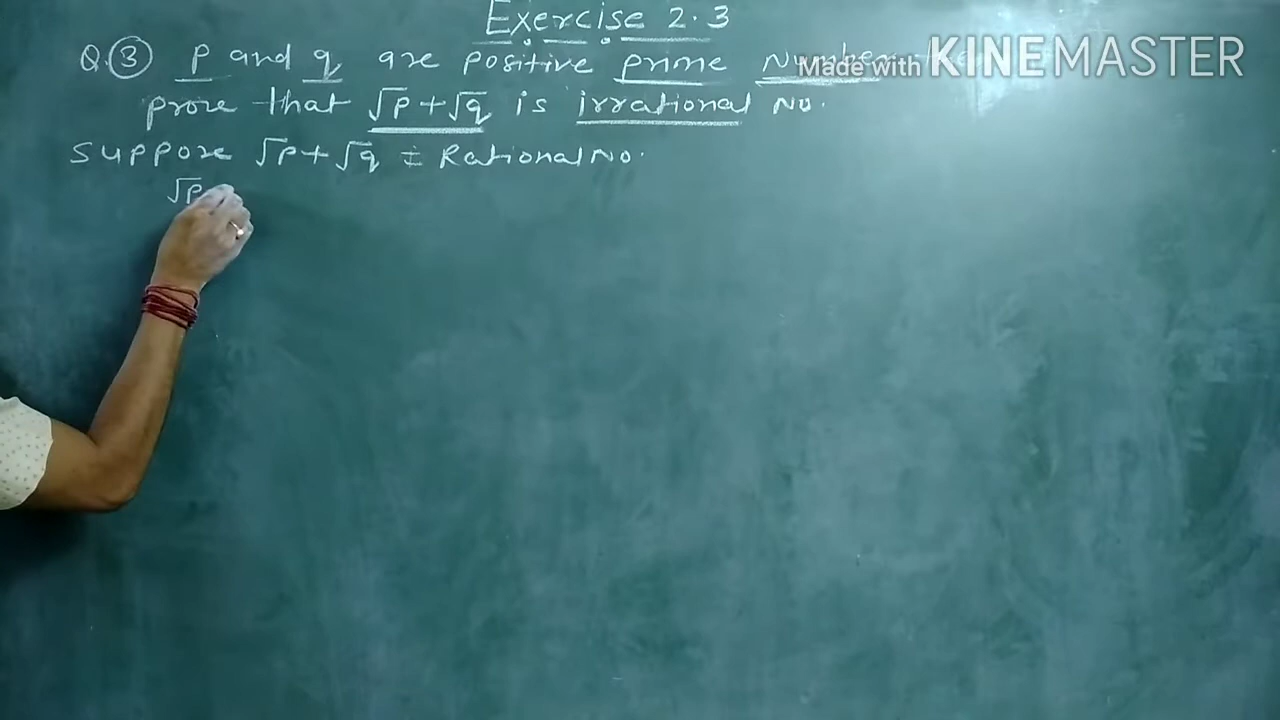 Exercise 2.3
Q.③ p and q are positive prime
prove that √p+√q is irrational No.
Suppose √p+√q = Rational No.
√p
Made with KINEMASTER